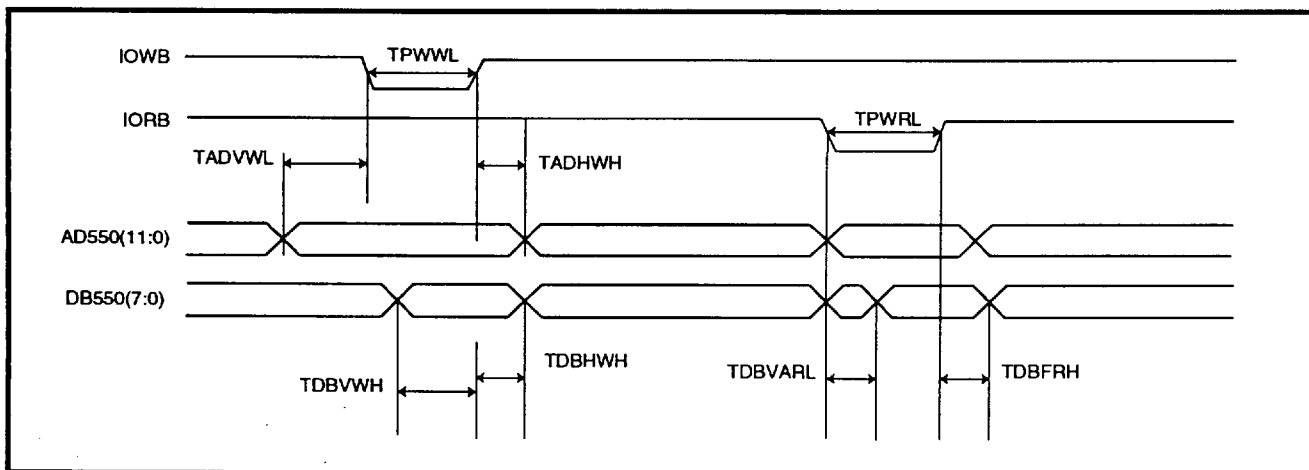 IOWB
TPWWL
IORB
TPWRL
TADVWL
TADHWH
AD550(11:0)
DB550(7:0)
TDBVWH
TDBHWH
TDBVARL
TDBFRH